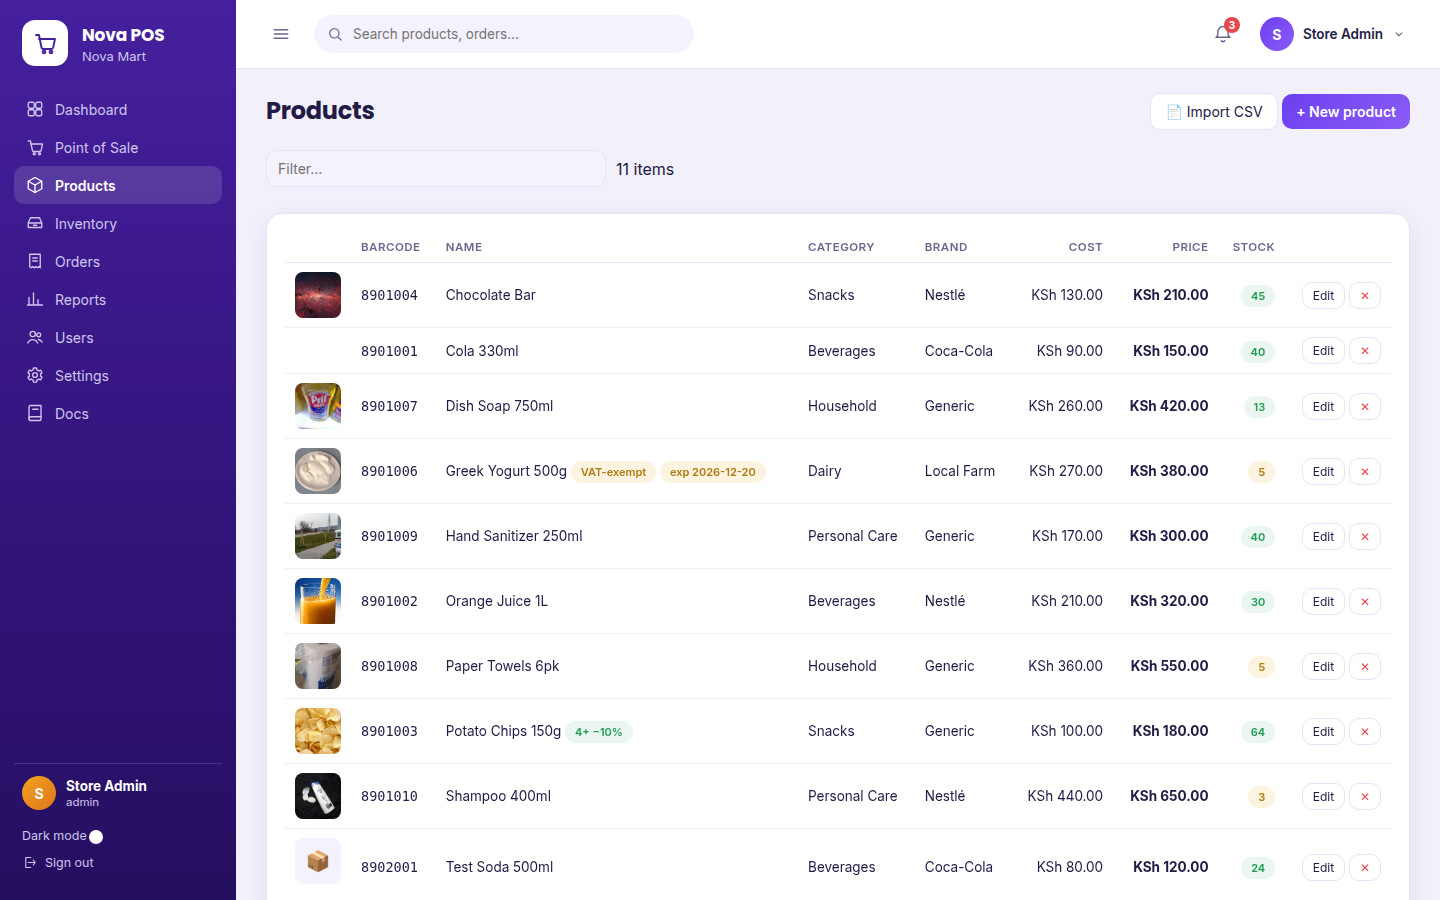 Nova POS
Nova Mart
Dashboard
Point of Sale
Products
Inventory
Orders
Reports
Users
Settings
Docs
S Store Admin
admin
Dark mode
Sign out
Search products, orders...
3
S Store Admin
Products
Import CSV
+ New product
Filter...
11 items
BARCODE NAME CATEGORY BRAND COST PRICE STOCK
8901004 Chocolate Bar Snacks Nestlé KSh 130.00 KSh 210.00 45 Edit ×
8901001 Cola 330ml Beverages Coca-Cola KSh 90.00 KSh 150.00 40 Edit ×
8901007 Dish Soap 750ml Household Generic KSh 260.00 KSh 420.00 13 Edit ×
8901006 Greek Yogurt 500g VAT-exempt exp 2026-12-20 Dairy Local Farm KSh 270.00 KSh 380.00 5 Edit ×
8901009 Hand Sanitizer 250ml Personal Care Generic KSh 170.00 KSh 300.00 40 Edit ×
8901002 Orange Juice 1L Beverages Nestlé KSh 210.00 KSh 320.00 30 Edit ×
8901008 Paper Towels 6pk Household Generic KSh 360.00 KSh 550.00 5 Edit ×
8901003 Potato Chips 150g 4+ −10% Snacks Generic KSh 100.00 KSh 180.00 64 Edit ×
8901010 Shampoo 400ml Personal Care Nestlé KSh 440.00 KSh 650.00 3 Edit ×
8902001 Test Soda 500ml Beverages Coca-Cola KSh 80.00 KSh 120.00 24 Edit ×